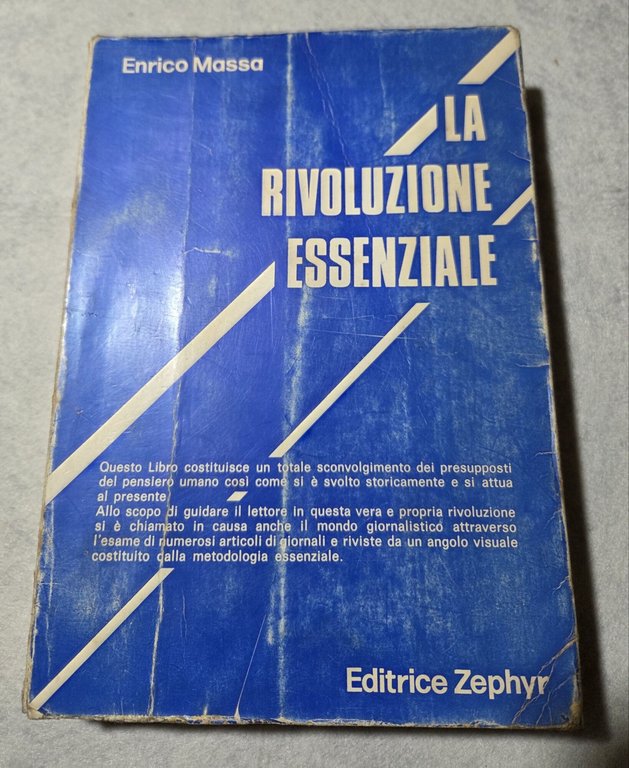 Enrico Massa
LA
RIVOLUZIONE
ESSENZIALE
Questo Libro costituisce un totale sconvolgimento dei presupposti
del pensiero umano così come si è svolto storicamente e si attua
al presente.
Allo scopo di guidare il lettore in questa vera e propria rivoluzione
si è chiamato in causa anche il mondo giornalistico attraverso
l'esame di numerosi articoli di giornali e riviste da un angolo visuale
costituito dalla metodologia essenziale.
Editrice Zephyr